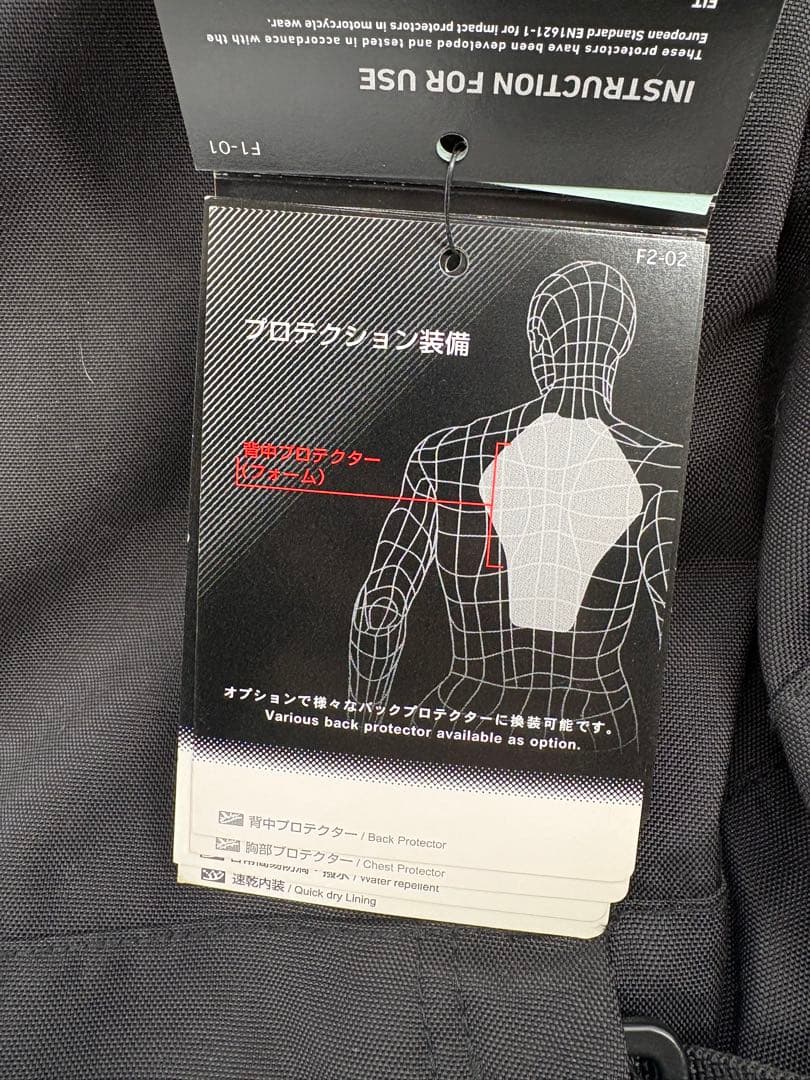 F1-01
INSTRUCTION FOR USE
These protectors have been developed and tested in accordance with the
European Standard EN1621-1 for impact protectors in motorcycle wear.
FIT
F2-02
プロテクション装備
背中プロテクター
(フォーム)
オプションで様々なバックプロテクターに換装可能です。
Various back protector available as option.
背中プロテクター / Back Protector
胸部プロテクター / Chest Protector
/ Water repellent
速乾内装 / Quick dry Lining